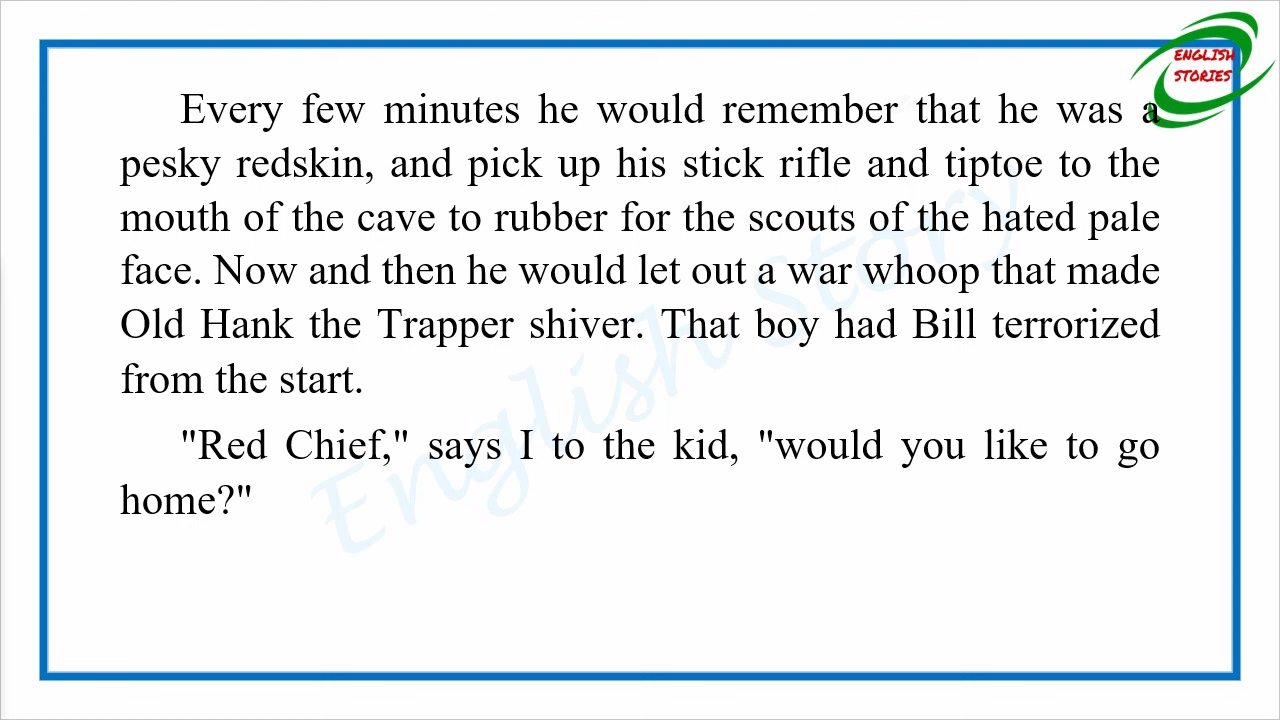 ENGLISH
STORIES
Every few minutes he would remember that he was a
pesky redskin, and pick up his stick rifle and tiptoe to the
mouth of the cave to rubber for the scouts of the hated pale
face. Now and then he would let out a war whoop that made
Old Hank the Trapper shiver. That boy had Bill terrorized
from the start.
"Red Chief," says I to the kid, "would you like to go
home?"
English Story